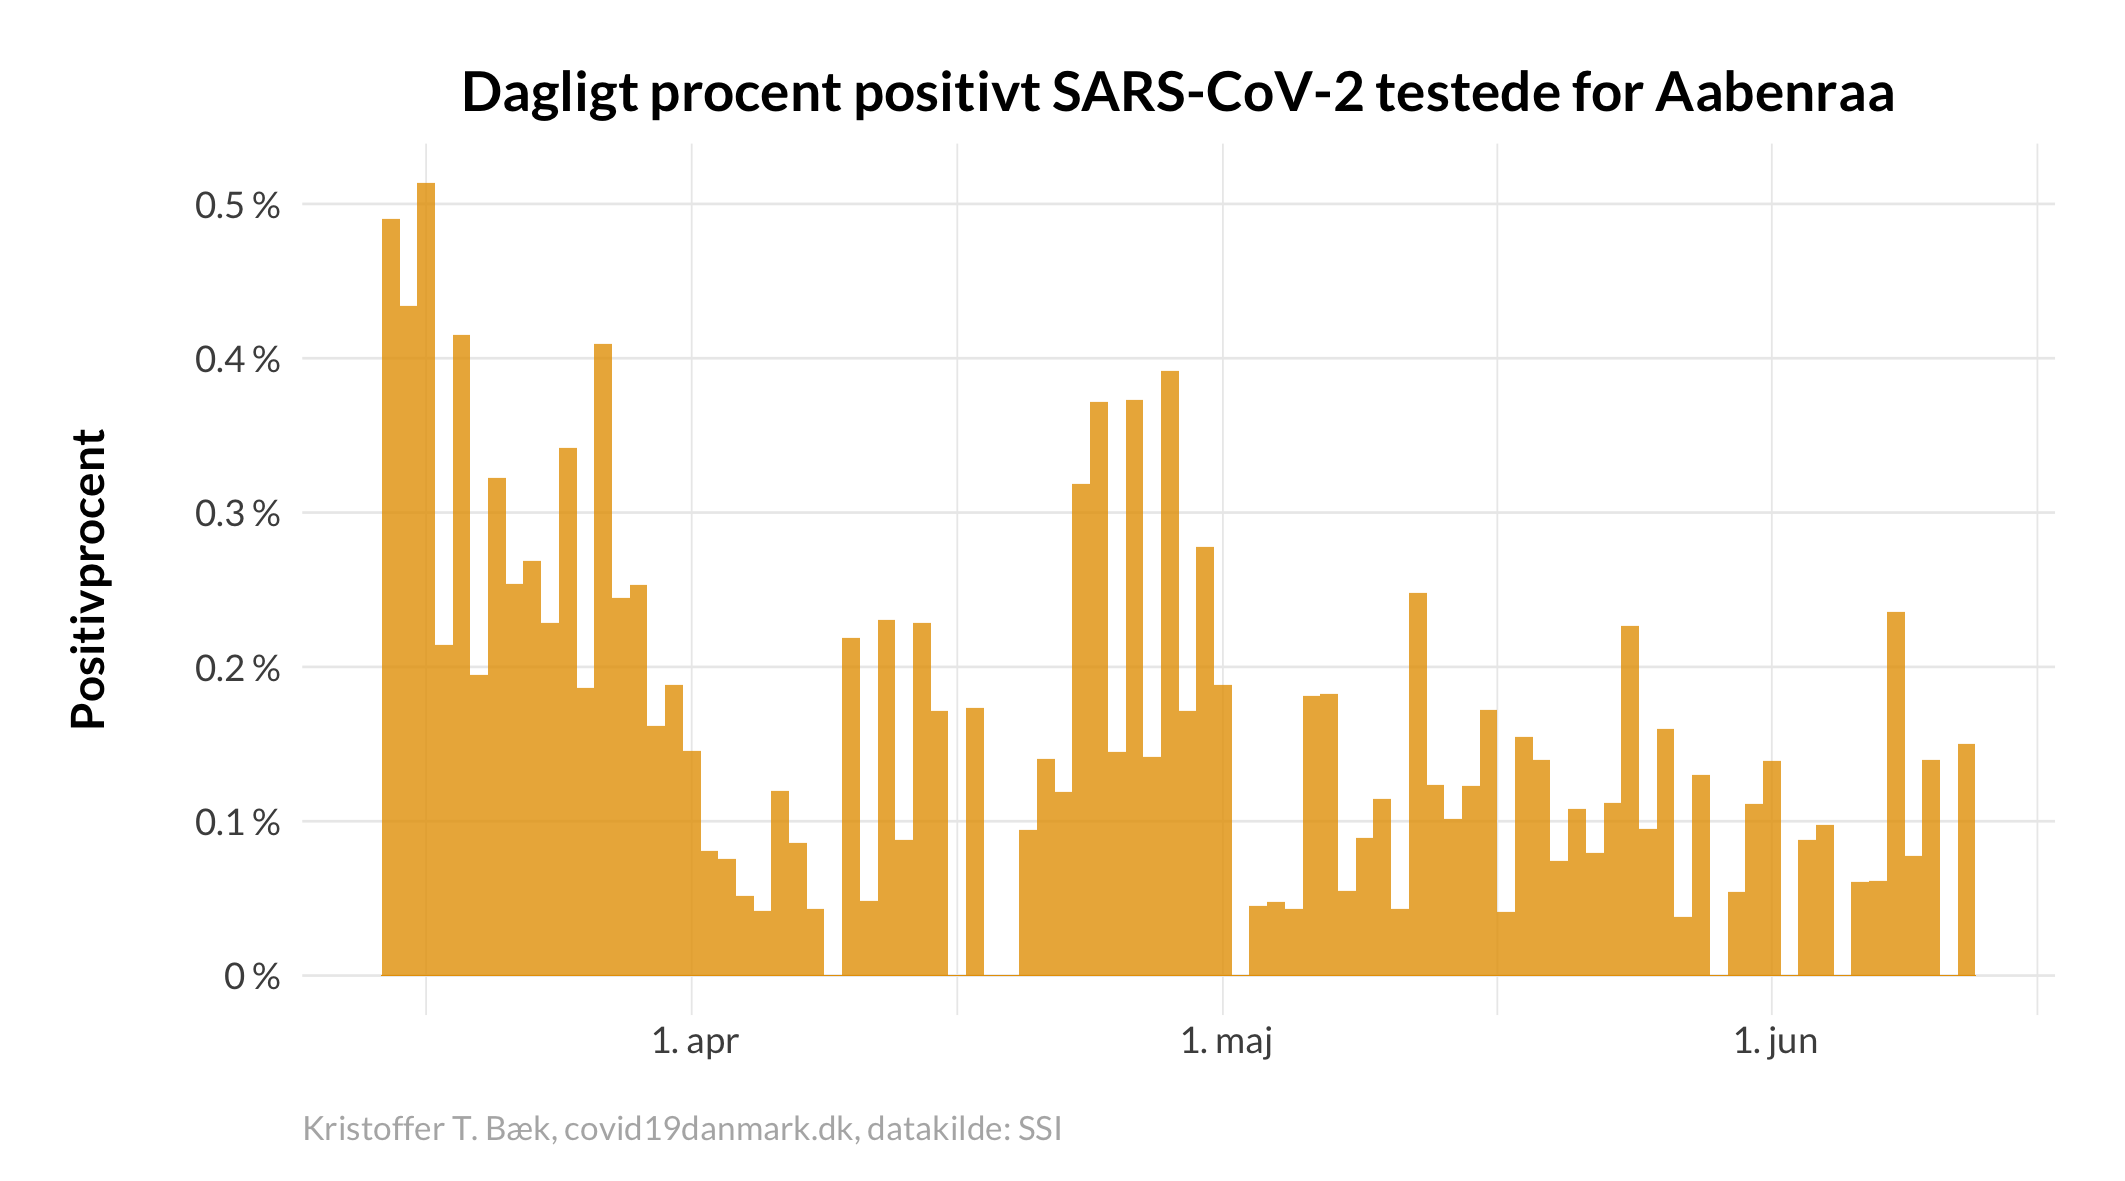 Dagligt procent positivt SARS-CoV-2 testede for Aabenraa
Positivprocent
0.5 %
0.4 %
0.3 %
0.2 %
0.1 %
0 %
1. apr
1. maj
1. jun
Kristoffer T. Bæk, covid19danmark.dk, datakilde: SSI